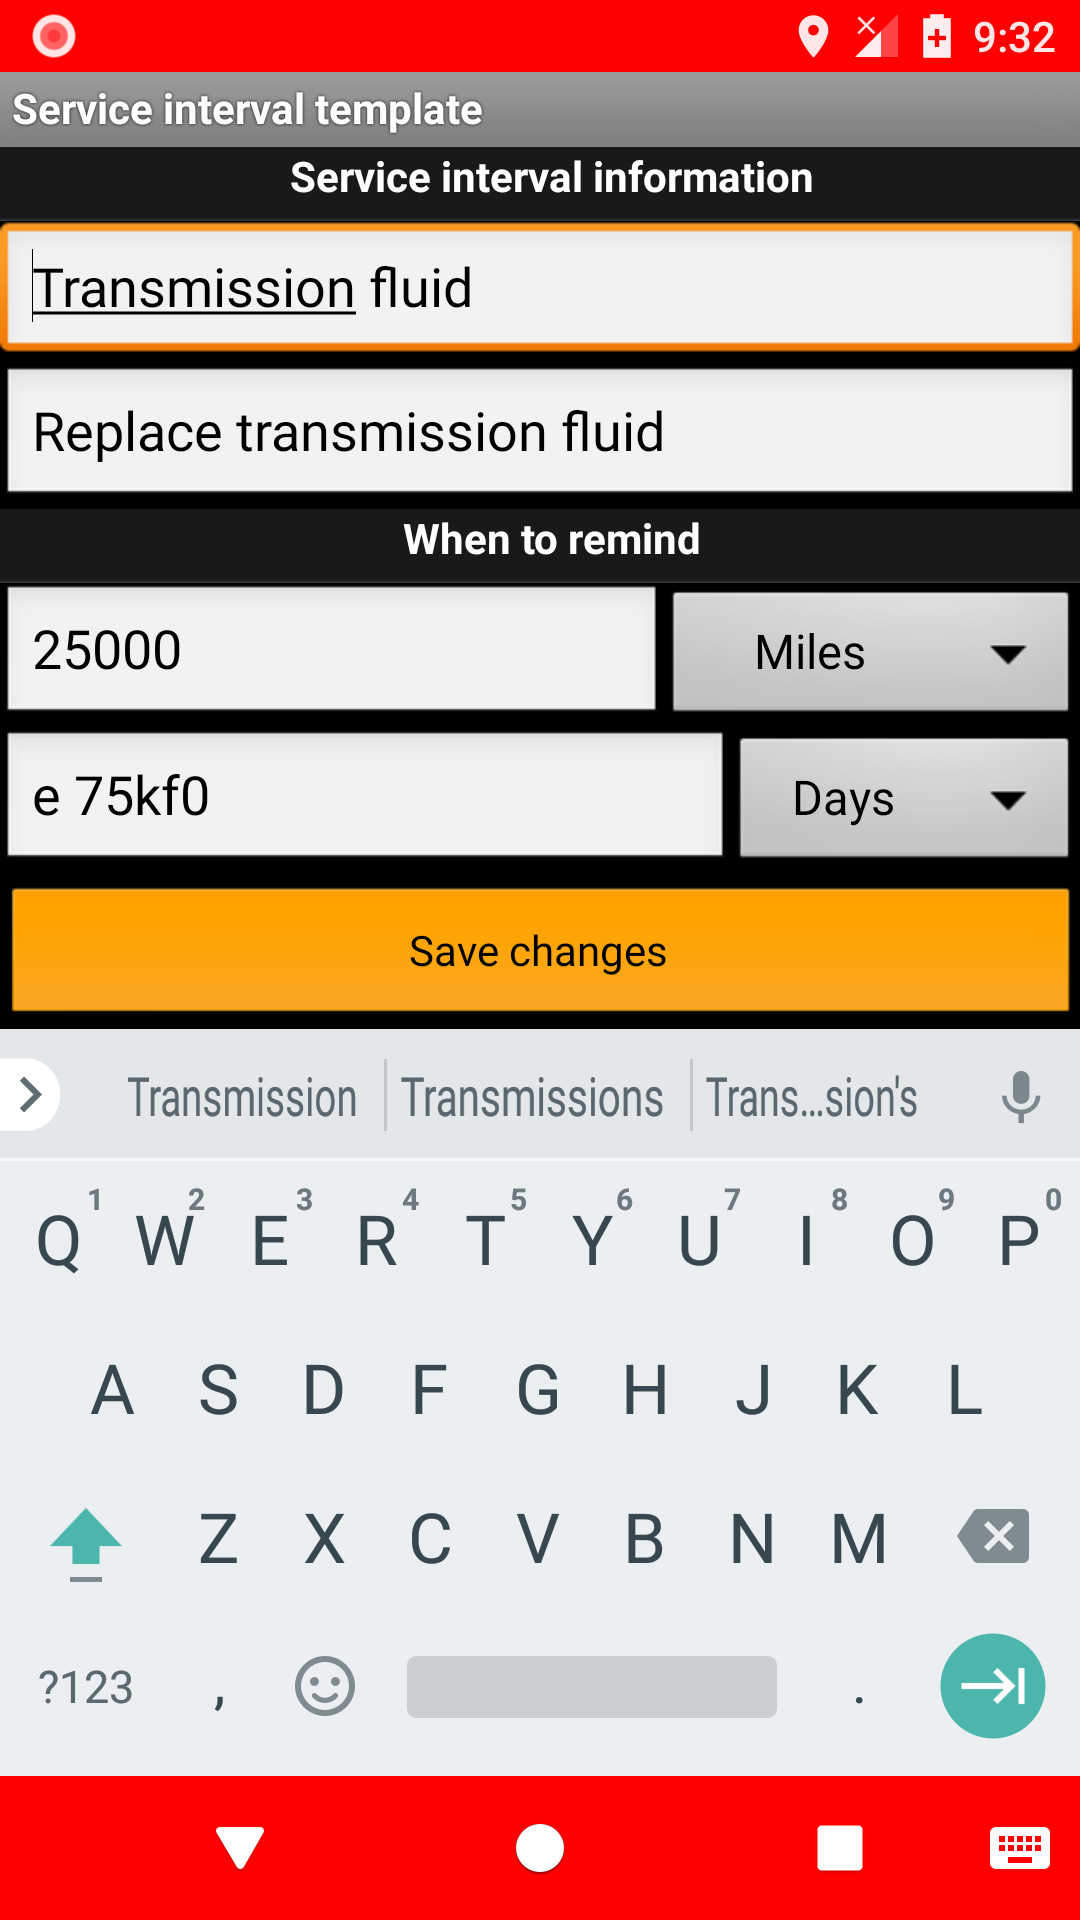 9:32
Service interval template
Service interval information
Transmission fluid
Replace transmission fluid
When to remind
25000 Miles
e 75kf0 Days
Save changes
Transmission Transmissions Trans...sion's
1 2 3 4 5 6 7 8 9 0
Q W E R T Y U I O P
A S D F G H J K L
Z X C V B N M
?123 , .